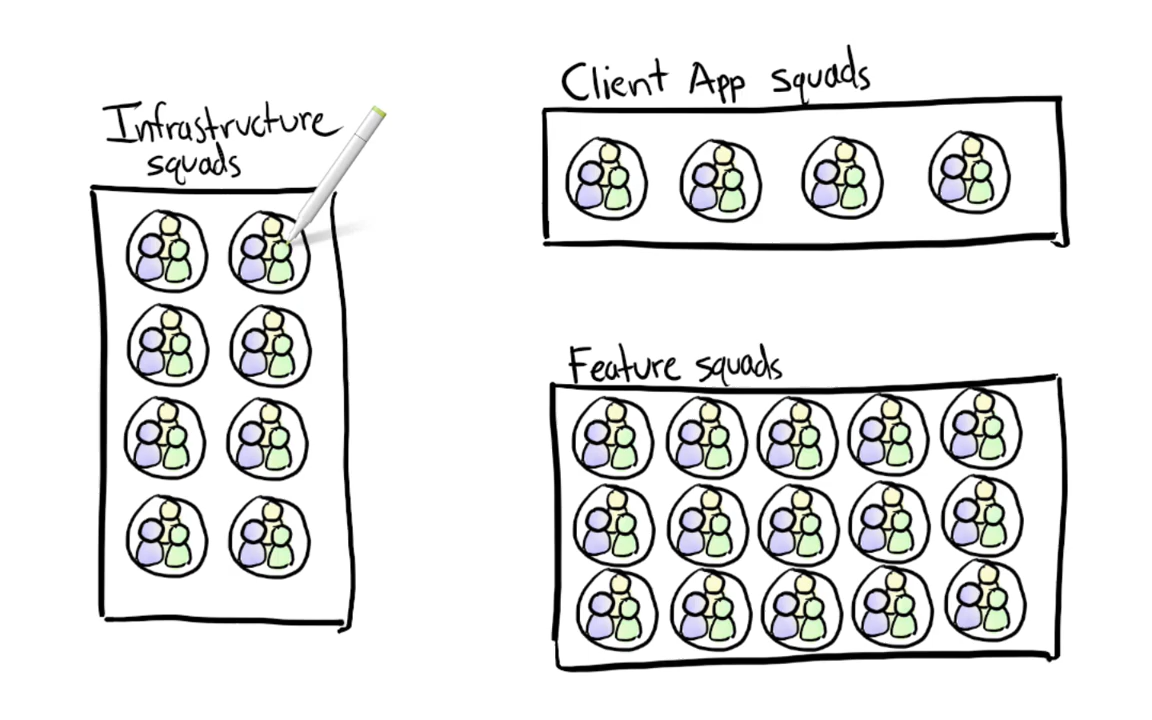 Infrastructure
squads
Client App squads
Feature squads